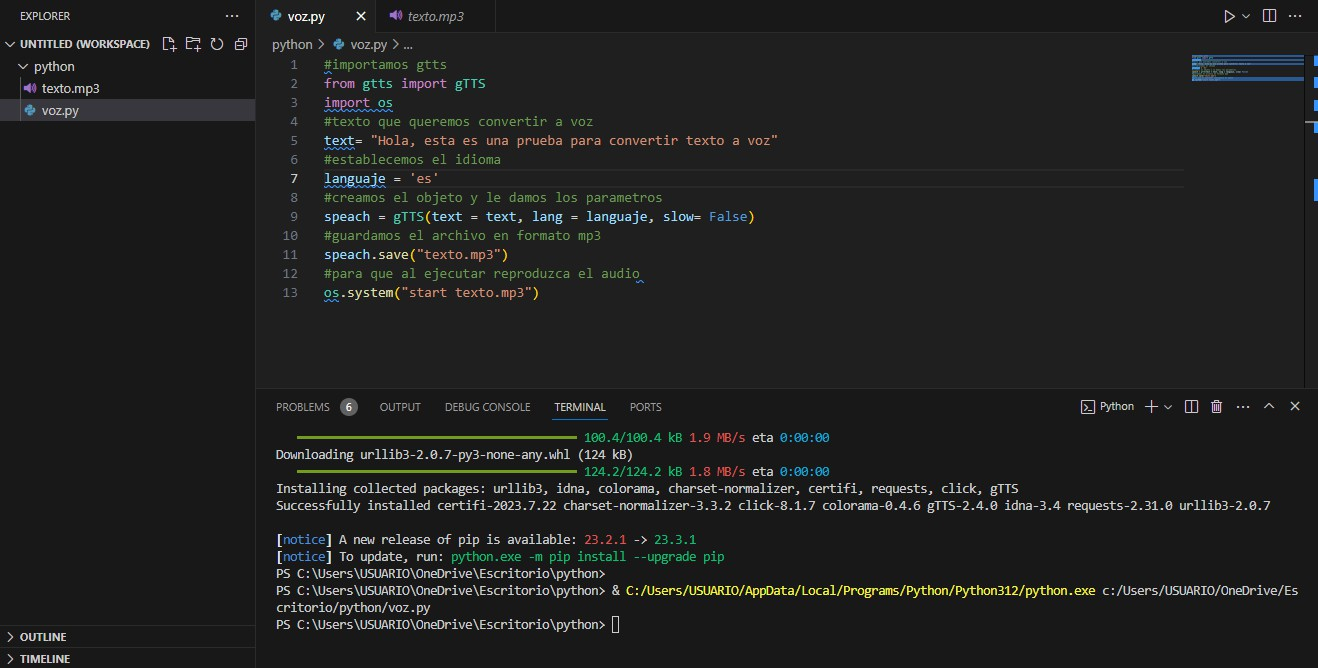 EXPLORER
UNTITLED (WORKSPACE)
python
texto.mp3
voz.py
OUTLINE
TIMELINE
voz.py
texto.mp3
python > voz.py > ...
1 #importamos gtts
2 from gtts import gTTS
3 import os
4 #texto que queremos convertir a voz
5 text= "Hola, esta es una prueba para convertir texto a voz"
6 #establecemos el idioma
7 languaje = 'es'
8 #creamos el objeto y le damos los parametros
9 speach = gTTS(text = text, lang = languaje, slow= False)
10 #guardamos el archivo en formato mp3
11 speach.save("texto.mp3")
12 #para que al ejecutar reproduzca el audio
13 os.system("start texto.mp3")
PROBLEMS 6 OUTPUT DEBUG CONSOLE TERMINAL PORTS
Python
100.4/100.4 kB 1.9 MB/s eta 0:00:00
Downloading urllib3-2.0.7-py3-none-any.whl (124 kB)
124.2/124.2 kB 1.8 MB/s eta 0:00:00
Installing collected packages: urllib3, idna, colorama, charset-normalizer, certifi, requests, click, gTTS
Successfully installed certifi-2023.7.22 charset-normalizer-3.3.2 click-8.1.7 colorama-0.4.6 gTTS-2.4.0 idna-3.4 requests-2.31.0 urllib3-2.0.7
[notice] A new release of pip is available: 23.2.1 -> 23.3.1
[notice] To update, run: python.exe -m pip install --upgrade pip
PS C:\Users\USUARIO\OneDrive\Escritorio\python>
PS C:\Users\USUARIO\OneDrive\Escritorio\python> & C:/Users/USUARIO/AppData/Local/Programs/Python/Python312/python.exe c:/Users/USUARIO/OneDrive/Es
critorio/python/voz.py
PS C:\Users\USUARIO\OneDrive\Escritorio\python>